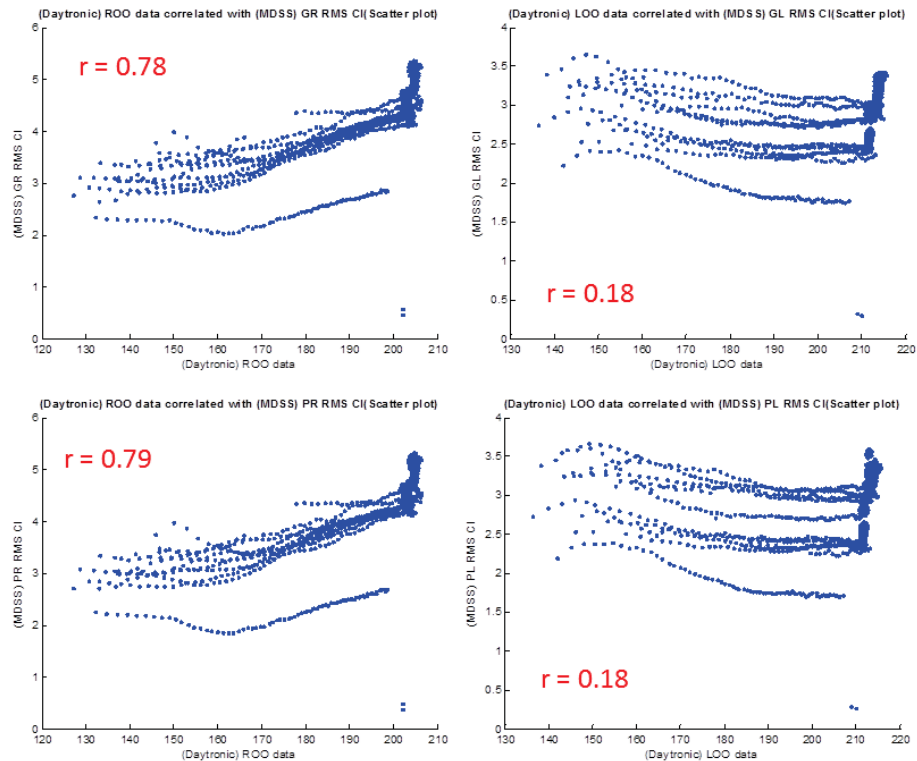 (Daytronic) ROO data correlated with (MDSS) GR RMS CI(Scatter plot)
6
5
4
3
2
1
0
(MDSS) GR RMS CI
r = 0.78
120 130 140 150 160 170 180 190 200 210
(Daytronic) ROO data
(Daytronic) LOO data correlated with (MDSS) GL RMS CI(Scatter plot)
4
3.5
3
2.5
2
1.5
1
0.5
0
(MDSS) GL RMS CI
r = 0.18
130 140 150 160 170 180 190 200 210 220
(Daytronic) LOO data
(Daytronic) ROO data correlated with (MDSS) PR RMS CI(Scatter plot)
6
5
4
3
2
1
0
(MDSS) PR RMS CI
r = 0.79
120 130 140 150 160 170 180 190 200 210
(Daytronic) ROO data
(Daytronic) LOO data correlated with (MDSS) PL RMS CI(Scatter plot)
4
3.5
3
2.5
2
1.5
1
0.5
0
(MDSS) PL RMS CI
r = 0.18
130 140 150 160 170 180 190 200 210 220
(Daytronic) LOO data